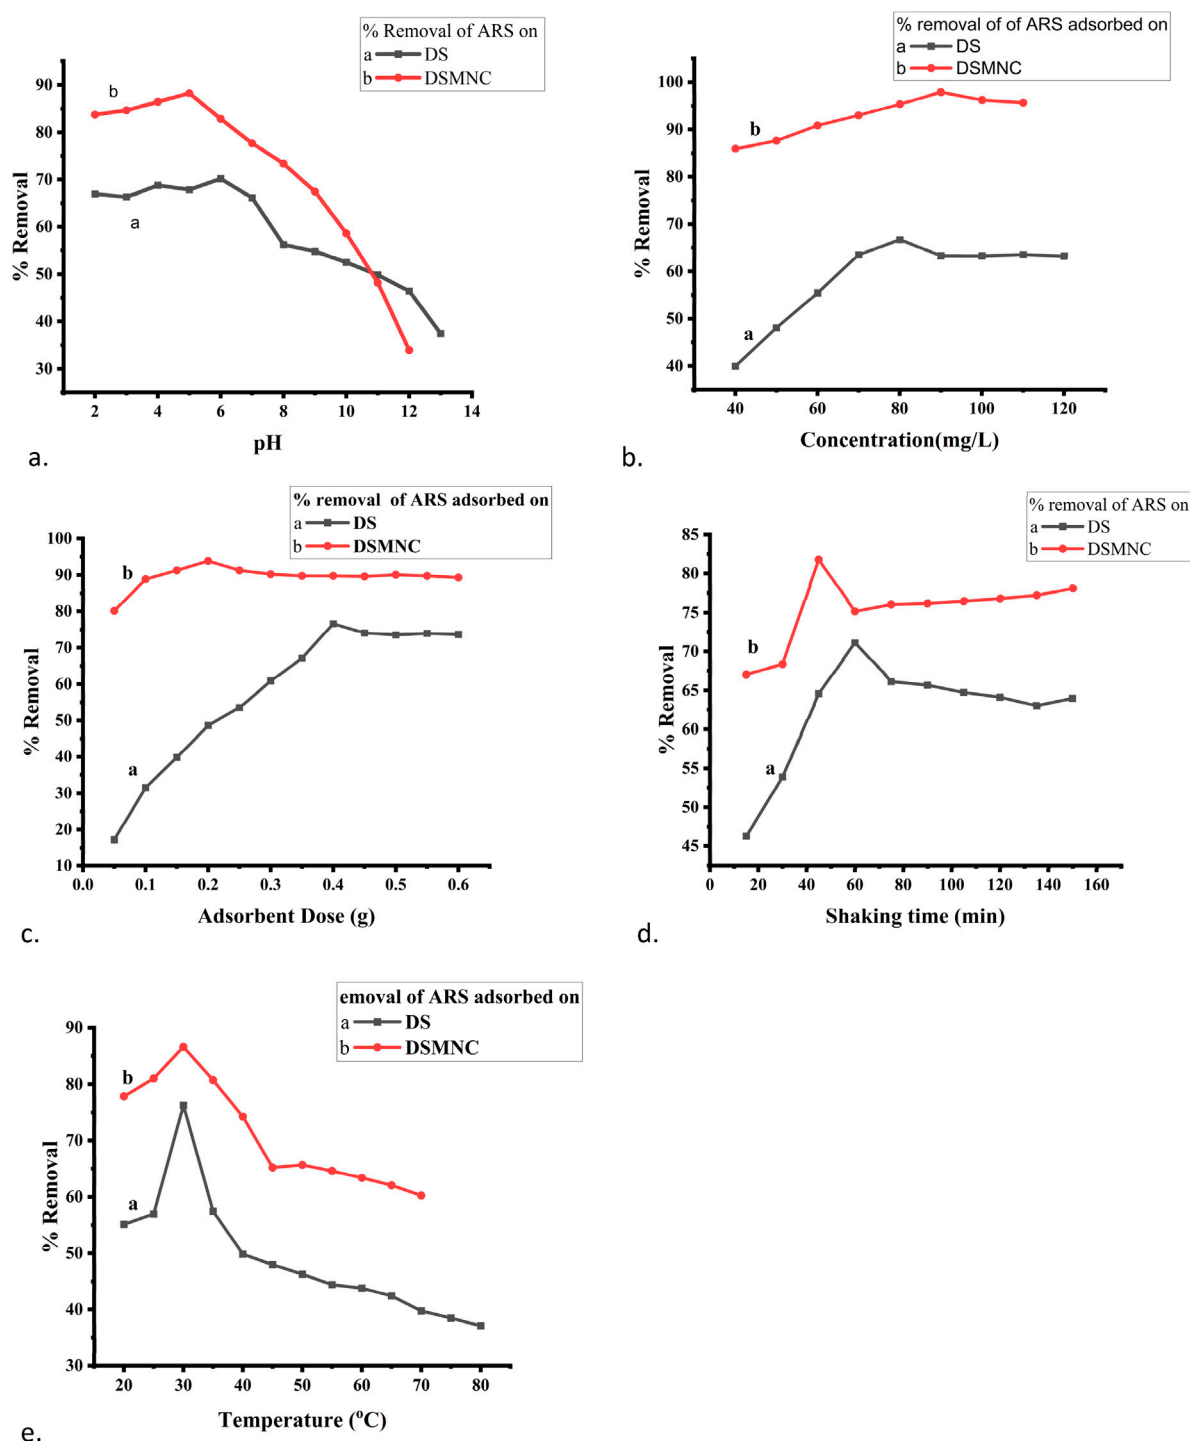 % Removal of ARS on
a DS
b DSMNC
90
80
70
60
50
40
30
% Removal
b
a
2 4 6 8 10 12 14
pH
a.
% removal of of ARS adsorbed on
a DS
b DSMNC
100
90
80
70
60
50
40
% Removal
b
a
40 60 80 100 120
Concentration(mg/L)
b.
% removal of ARS adsorbed on
a DS
b DSMNC
100
90
80
70
60
50
40
30
20
10
% Removal
b
a
0.0 0.1 0.2 0.3 0.4 0.5 0.6
Adsorbent Dose (g)
c.
% removal of ARS on
a DS
b DSMNC
85
80
75
70
65
60
55
50
45
% Removal
b
a
0 20 40 60 80 100 120 140 160
Shaking time (min)
d.
emoval of ARS adsorbed on
a DS
b DSMNC
90
80
70
60
50
40
30
% Removal
b
a
20 30 40 50 60 70 80
Temperature (°C)
e.